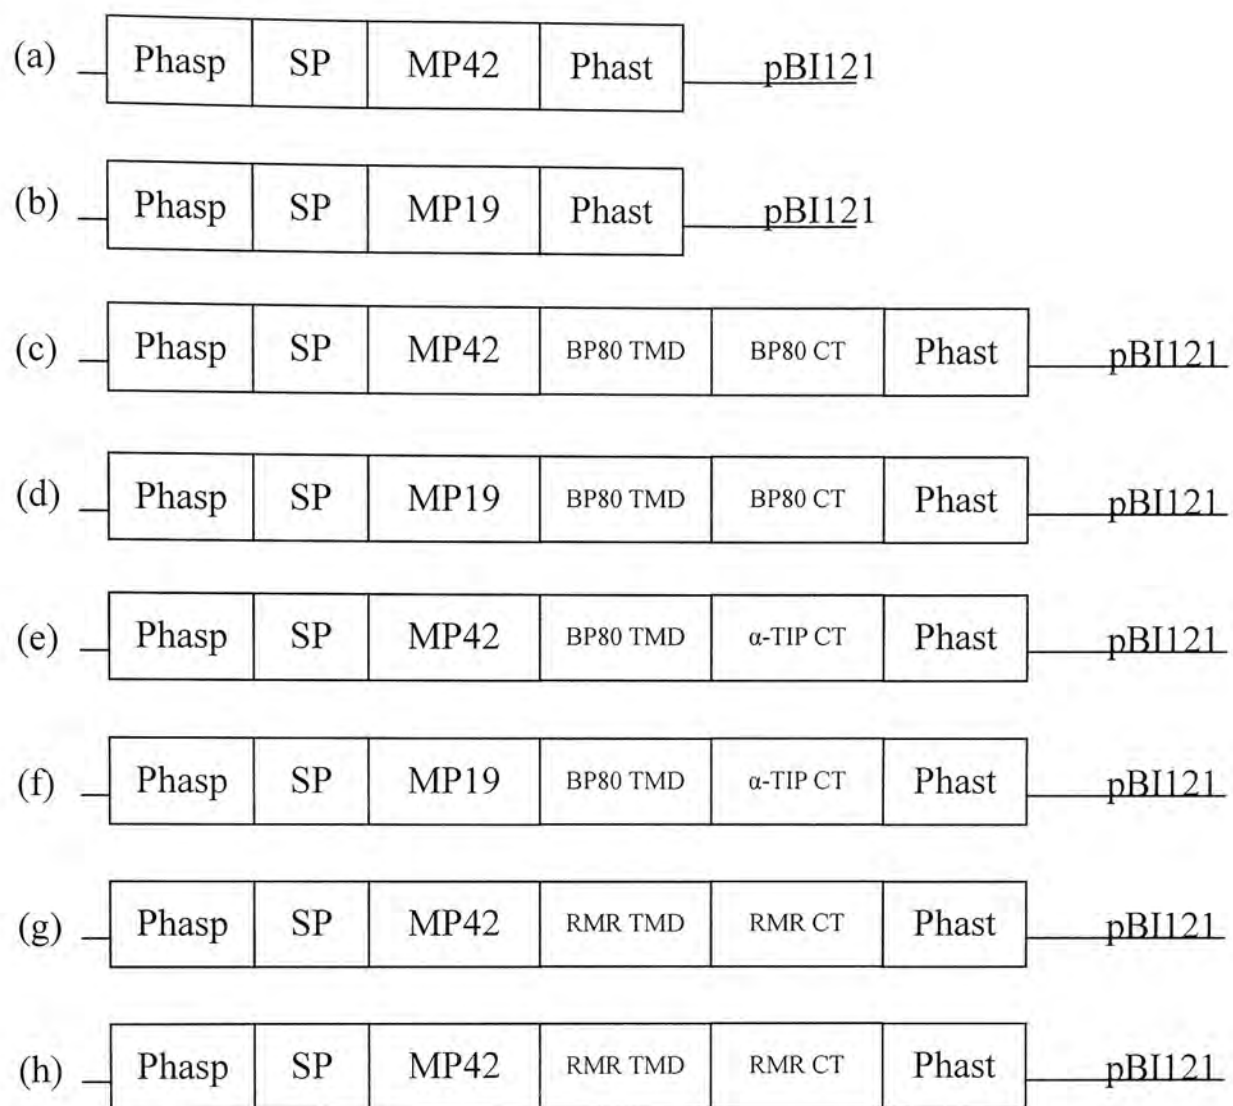 (a) Phasp SP MP42 Phast pBI121
(b) Phasp SP MP19 Phast pBI121
(c) Phasp SP MP42 BP80 TMD BP80 CT Phast pBI121
(d) Phasp SP MP19 BP80 TMD BP80 CT Phast pBI121
(e) Phasp SP MP42 BP80 TMD α-TIP CT Phast pBI121
(f) Phasp SP MP19 BP80 TMD α-TIP CT Phast pBI121
(g) Phasp SP MP42 RMR TMD RMR CT Phast pBI121
(h) Phasp SP MP42 RMR TMD RMR CT Phast pBI121